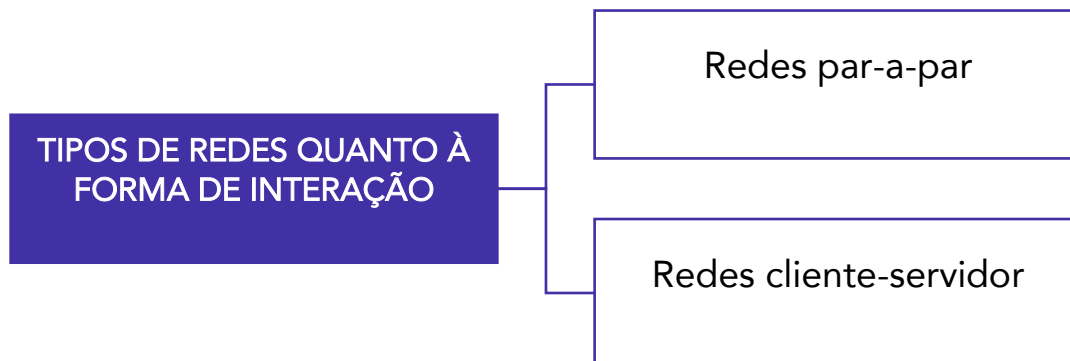 TIPOS DE REDES QUANTO À
FORMA DE INTERAÇÃO
Redes par-a-par
Redes cliente-servidor